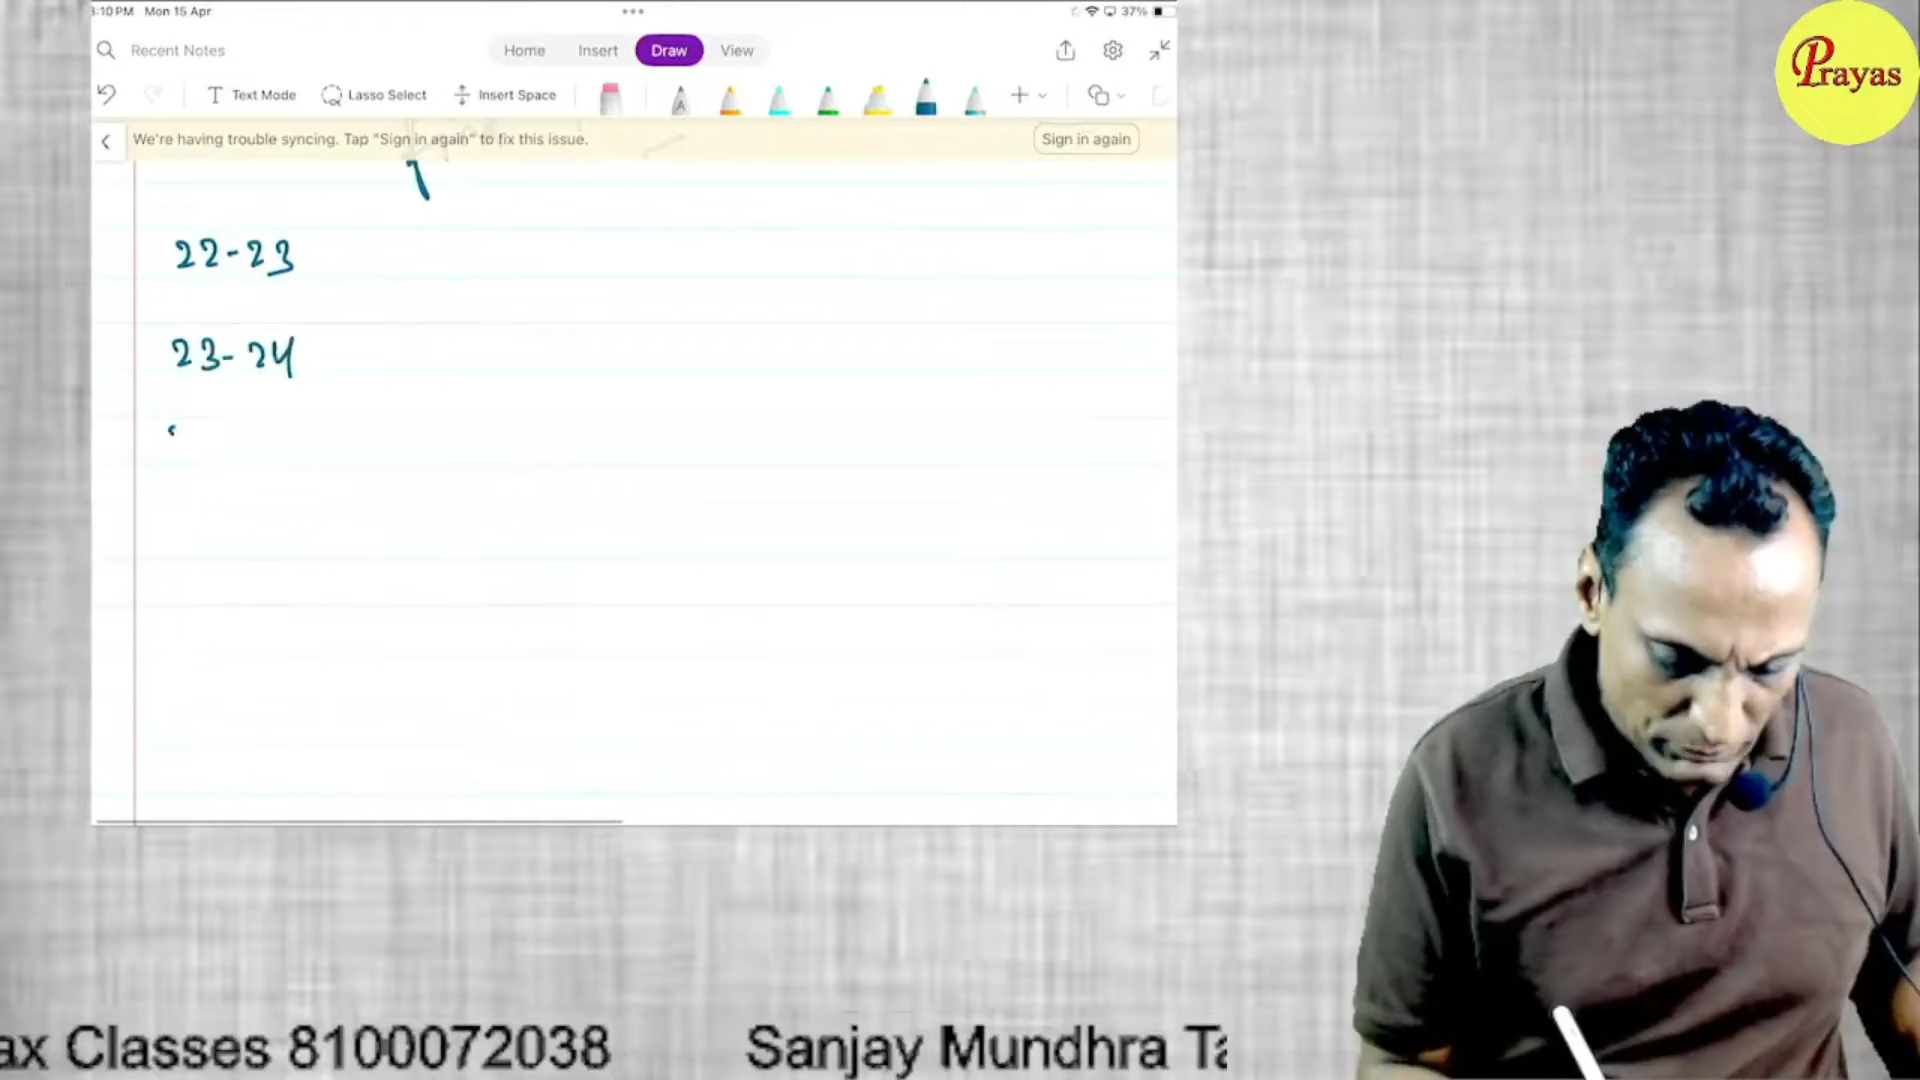 3:10 PM Mon 15 Apr
37%
Recent Notes
Home Insert Draw View
Text Mode Lasso Select Insert Space
We're having trouble syncing. Tap "Sign in again" to fix this issue.
Sign in again
22-23
23-24
Prayas
ax Classes 8100072038 Sanjay Mundhra Ta